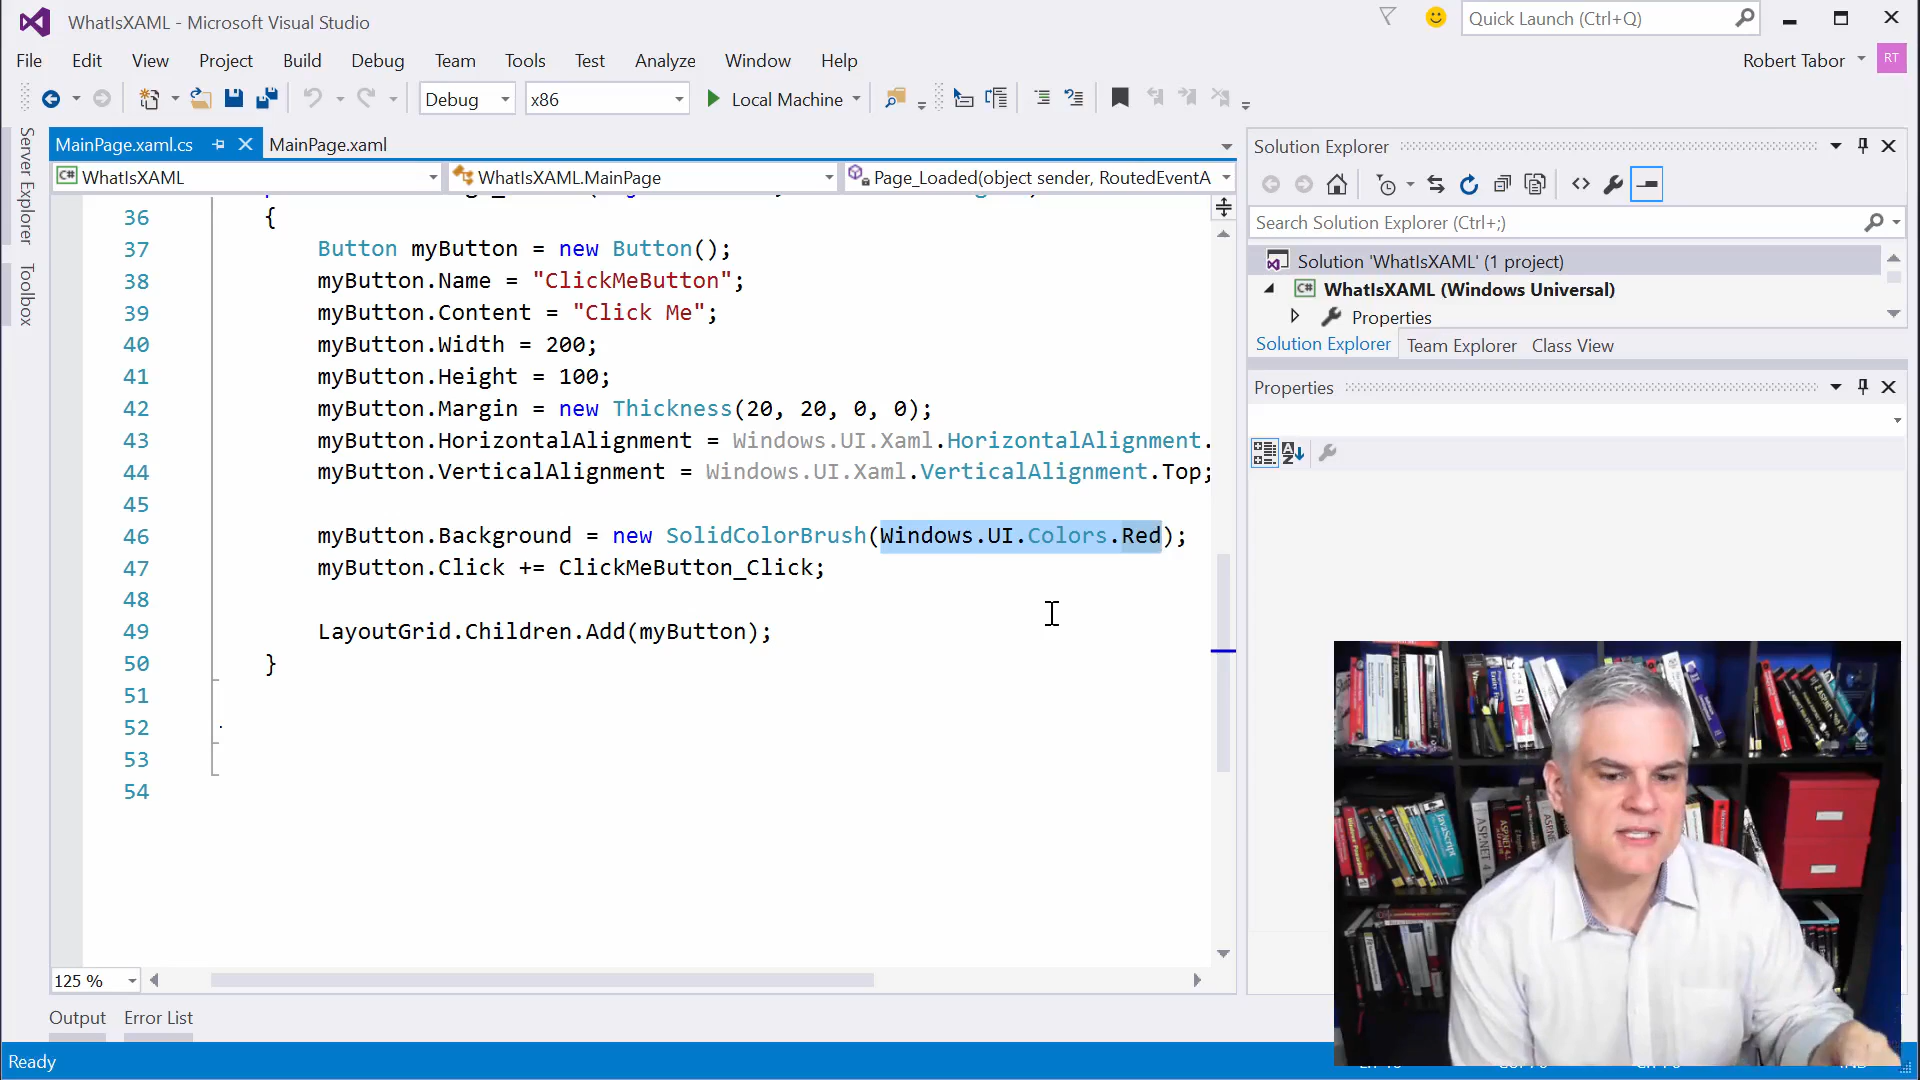 WhatIsXAML - Microsoft Visual Studio
Quick Launch (Ctrl+Q)
File Edit View Project Build Debug Team Tools Test Analyze Window Help
Robert Tabor RT
Debug x86 Local Machine
Server Explorer
Toolbox
MainPage.xaml.cs MainPage.xaml
C# WhatIsXAML WhatIsXAML.MainPage Page_Loaded(object sender, RoutedEventA
36 {
37 Button myButton = new Button();
38 myButton.Name = "ClickMeButton";
39 myButton.Content = "Click Me";
40 myButton.Width = 200;
41 myButton.Height = 100;
42 myButton.Margin = new Thickness(20, 20, 0, 0);
43 myButton.HorizontalAlignment = Windows.UI.Xaml.HorizontalAlignment.
44 myButton.VerticalAlignment = Windows.UI.Xaml.VerticalAlignment.Top;
45
46 myButton.Background = new SolidColorBrush(Windows.UI.Colors.Red);
47 myButton.Click += ClickMeButton_Click;
48
49 LayoutGrid.Children.Add(myButton);
50 }
51
52
53
54
125 %
Output Error List
Ready
Solution Explorer
Search Solution Explorer (Ctrl+;)
Solution 'WhatIsXAML' (1 project)
C# WhatIsXAML (Windows Universal)
Properties
Solution Explorer Team Explorer Class View
Properties
JavaScript
ASP.NET